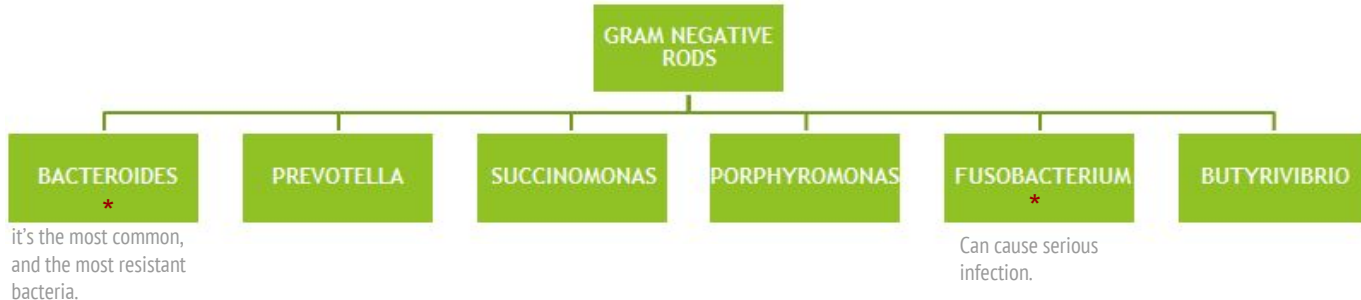 GRAM NEGATIVE
RODS
BACTEROIDES
*
PREVOTELLA
SUCCINOMONAS
PORPHYROMONAS
FUSOBACTERIUM
*
BUTYRIVIBRIO
it’s the most common,
and the most resistant
bacteria.
Can cause serious
infection.